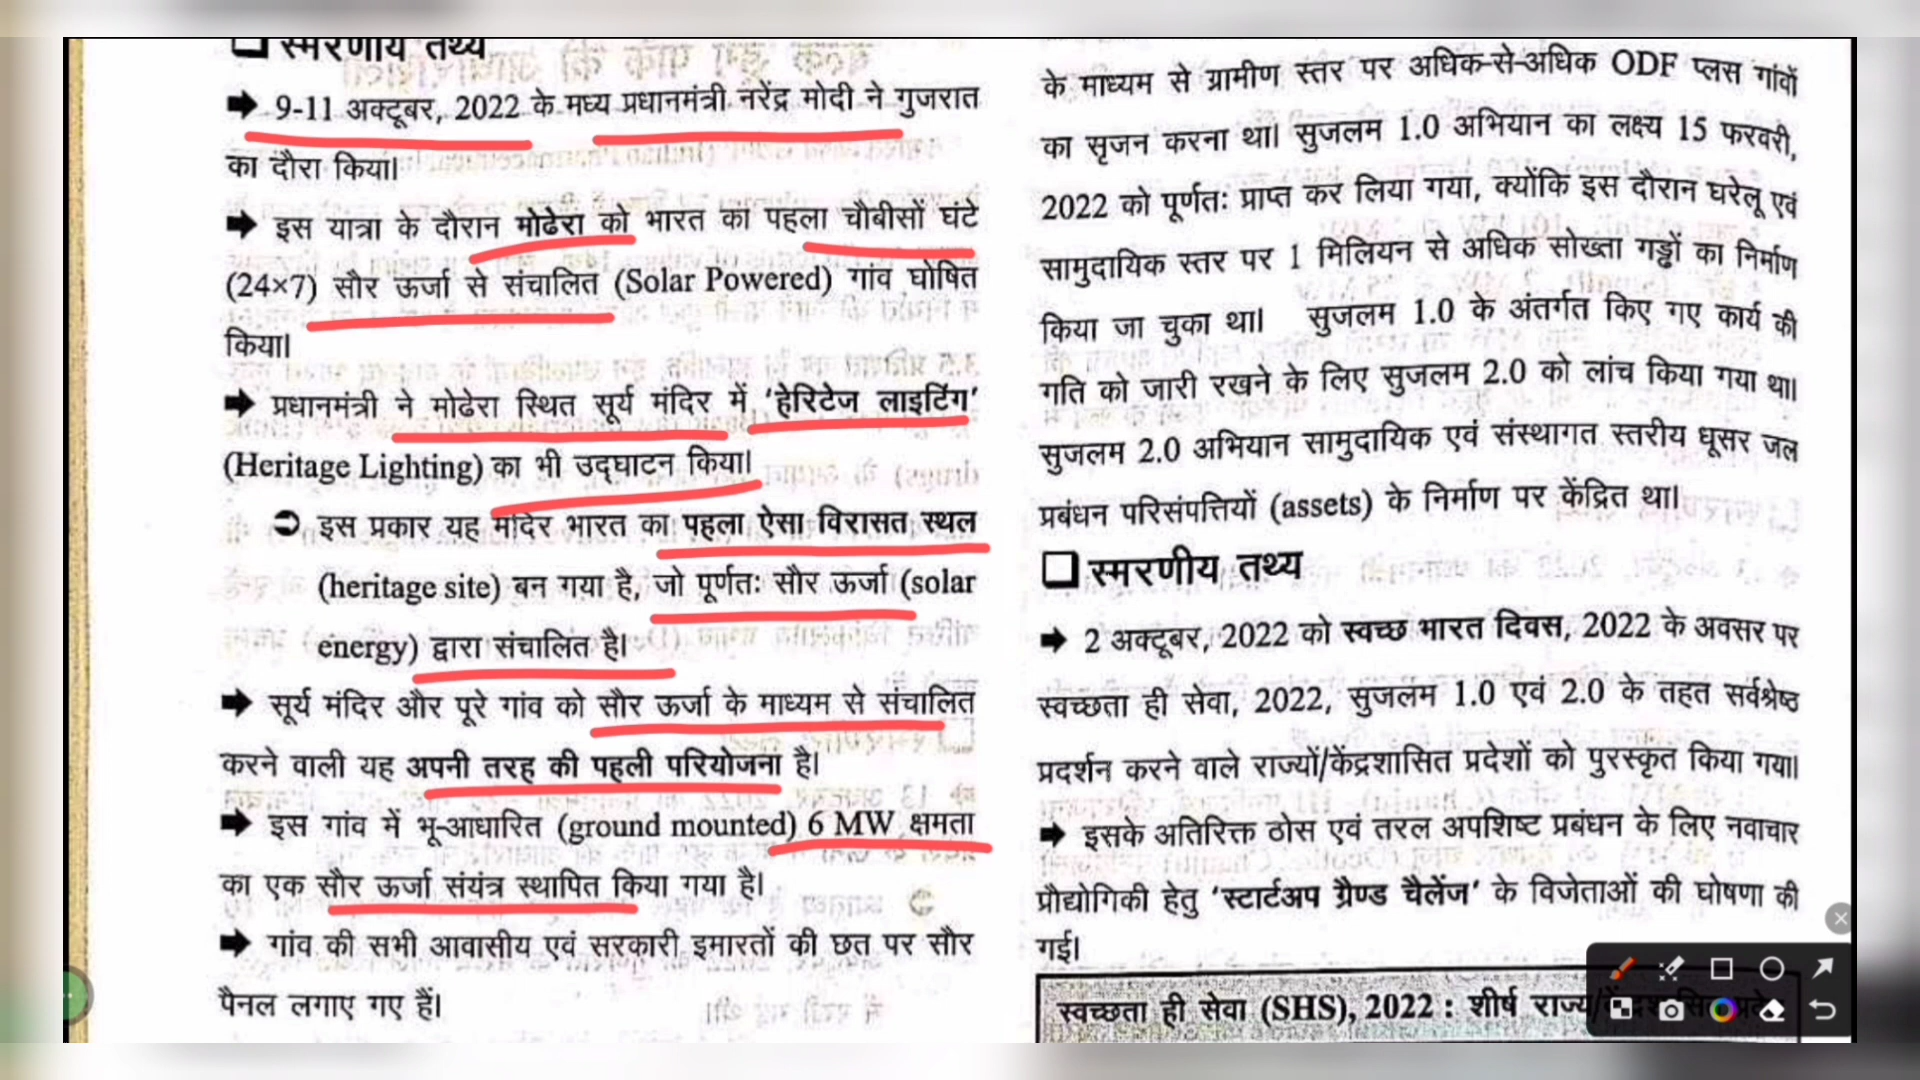 ❑ स्मरणीय तथ्य
➡ 9-11 अक्टूबर, 2022 के मध्य प्रधानमंत्री नरेंद्र मोदी ने गुजरात
का दौरा किया।
➡ इस यात्रा के दौरान मोढेरा को भारत का पहला चौबीसों घंटे
(24×7) सौर ऊर्जा से संचालित (Solar Powered) गांव घोषित
किया।
➡ प्रधानमंत्री ने मोढेरा स्थित सूर्य मंदिर में ‘हेरिटेज लाइटिंग’
(Heritage Lighting) का भी उद्घाटन किया।
➲ इस प्रकार यह मंदिर भारत का पहला ऐसा विरासत स्थल
(heritage site) बन गया है, जो पूर्णतः सौर ऊर्जा (solar
energy) द्वारा संचालित है।
➡ सूर्य मंदिर और पूरे गांव को सौर ऊर्जा के माध्यम से संचालित
करने वाली यह अपनी तरह की पहली परियोजना है।
➡ इस गांव में भू-आधारित (ground mounted) 6 MW क्षमता
का एक सौर ऊर्जा संयंत्र स्थापित किया गया है।
➡ गांव की सभी आवासीय एवं सरकारी इमारतों की छत पर सौर
पैनल लगाए गए हैं।
के माध्यम से ग्रामीण स्तर पर अधिक-से-अधिक ODF प्लस गांवों
का सृजन करना था। सुजलम 1.0 अभियान का लक्ष्य 15 फरवरी,
2022 को पूर्णतः प्राप्त कर लिया गया, क्योंकि इस दौरान घरेलू एवं
सामुदायिक स्तर पर 1 मिलियन से अधिक सोख्ता गड्ढों का निर्माण
किया जा चुका था। सुजलम 1.0 के अंतर्गत किए गए कार्य की
गति को जारी रखने के लिए सुजलम 2.0 को लांच किया गया था।
सुजलम 2.0 अभियान सामुदायिक एवं संस्थागत स्तरीय धूसर जल
प्रबंधन परिसंपत्तियों (assets) के निर्माण पर केंद्रित था।
❑ स्मरणीय तथ्य
➡ 2 अक्टूबर, 2022 को स्वच्छ भारत दिवस, 2022 के अवसर पर
स्वच्छता ही सेवा, 2022, सुजलम 1.0 एवं 2.0 के तहत सर्वश्रेष्ठ
प्रदर्शन करने वाले राज्यों/केंद्रशासित प्रदेशों को पुरस्कृत किया गया।
➡ इसके अतिरिक्त ठोस एवं तरल अपशिष्ट प्रबंधन के लिए नवाचार
प्रौद्योगिकी हेतु ‘स्टार्टअप ग्रैण्ड चैलेंज’ के विजेताओं की घोषणा की
गई।
स्वच्छता ही सेवा (SHS), 2022 : शीर्ष राज्य/केंद्रशासित प्रदेश